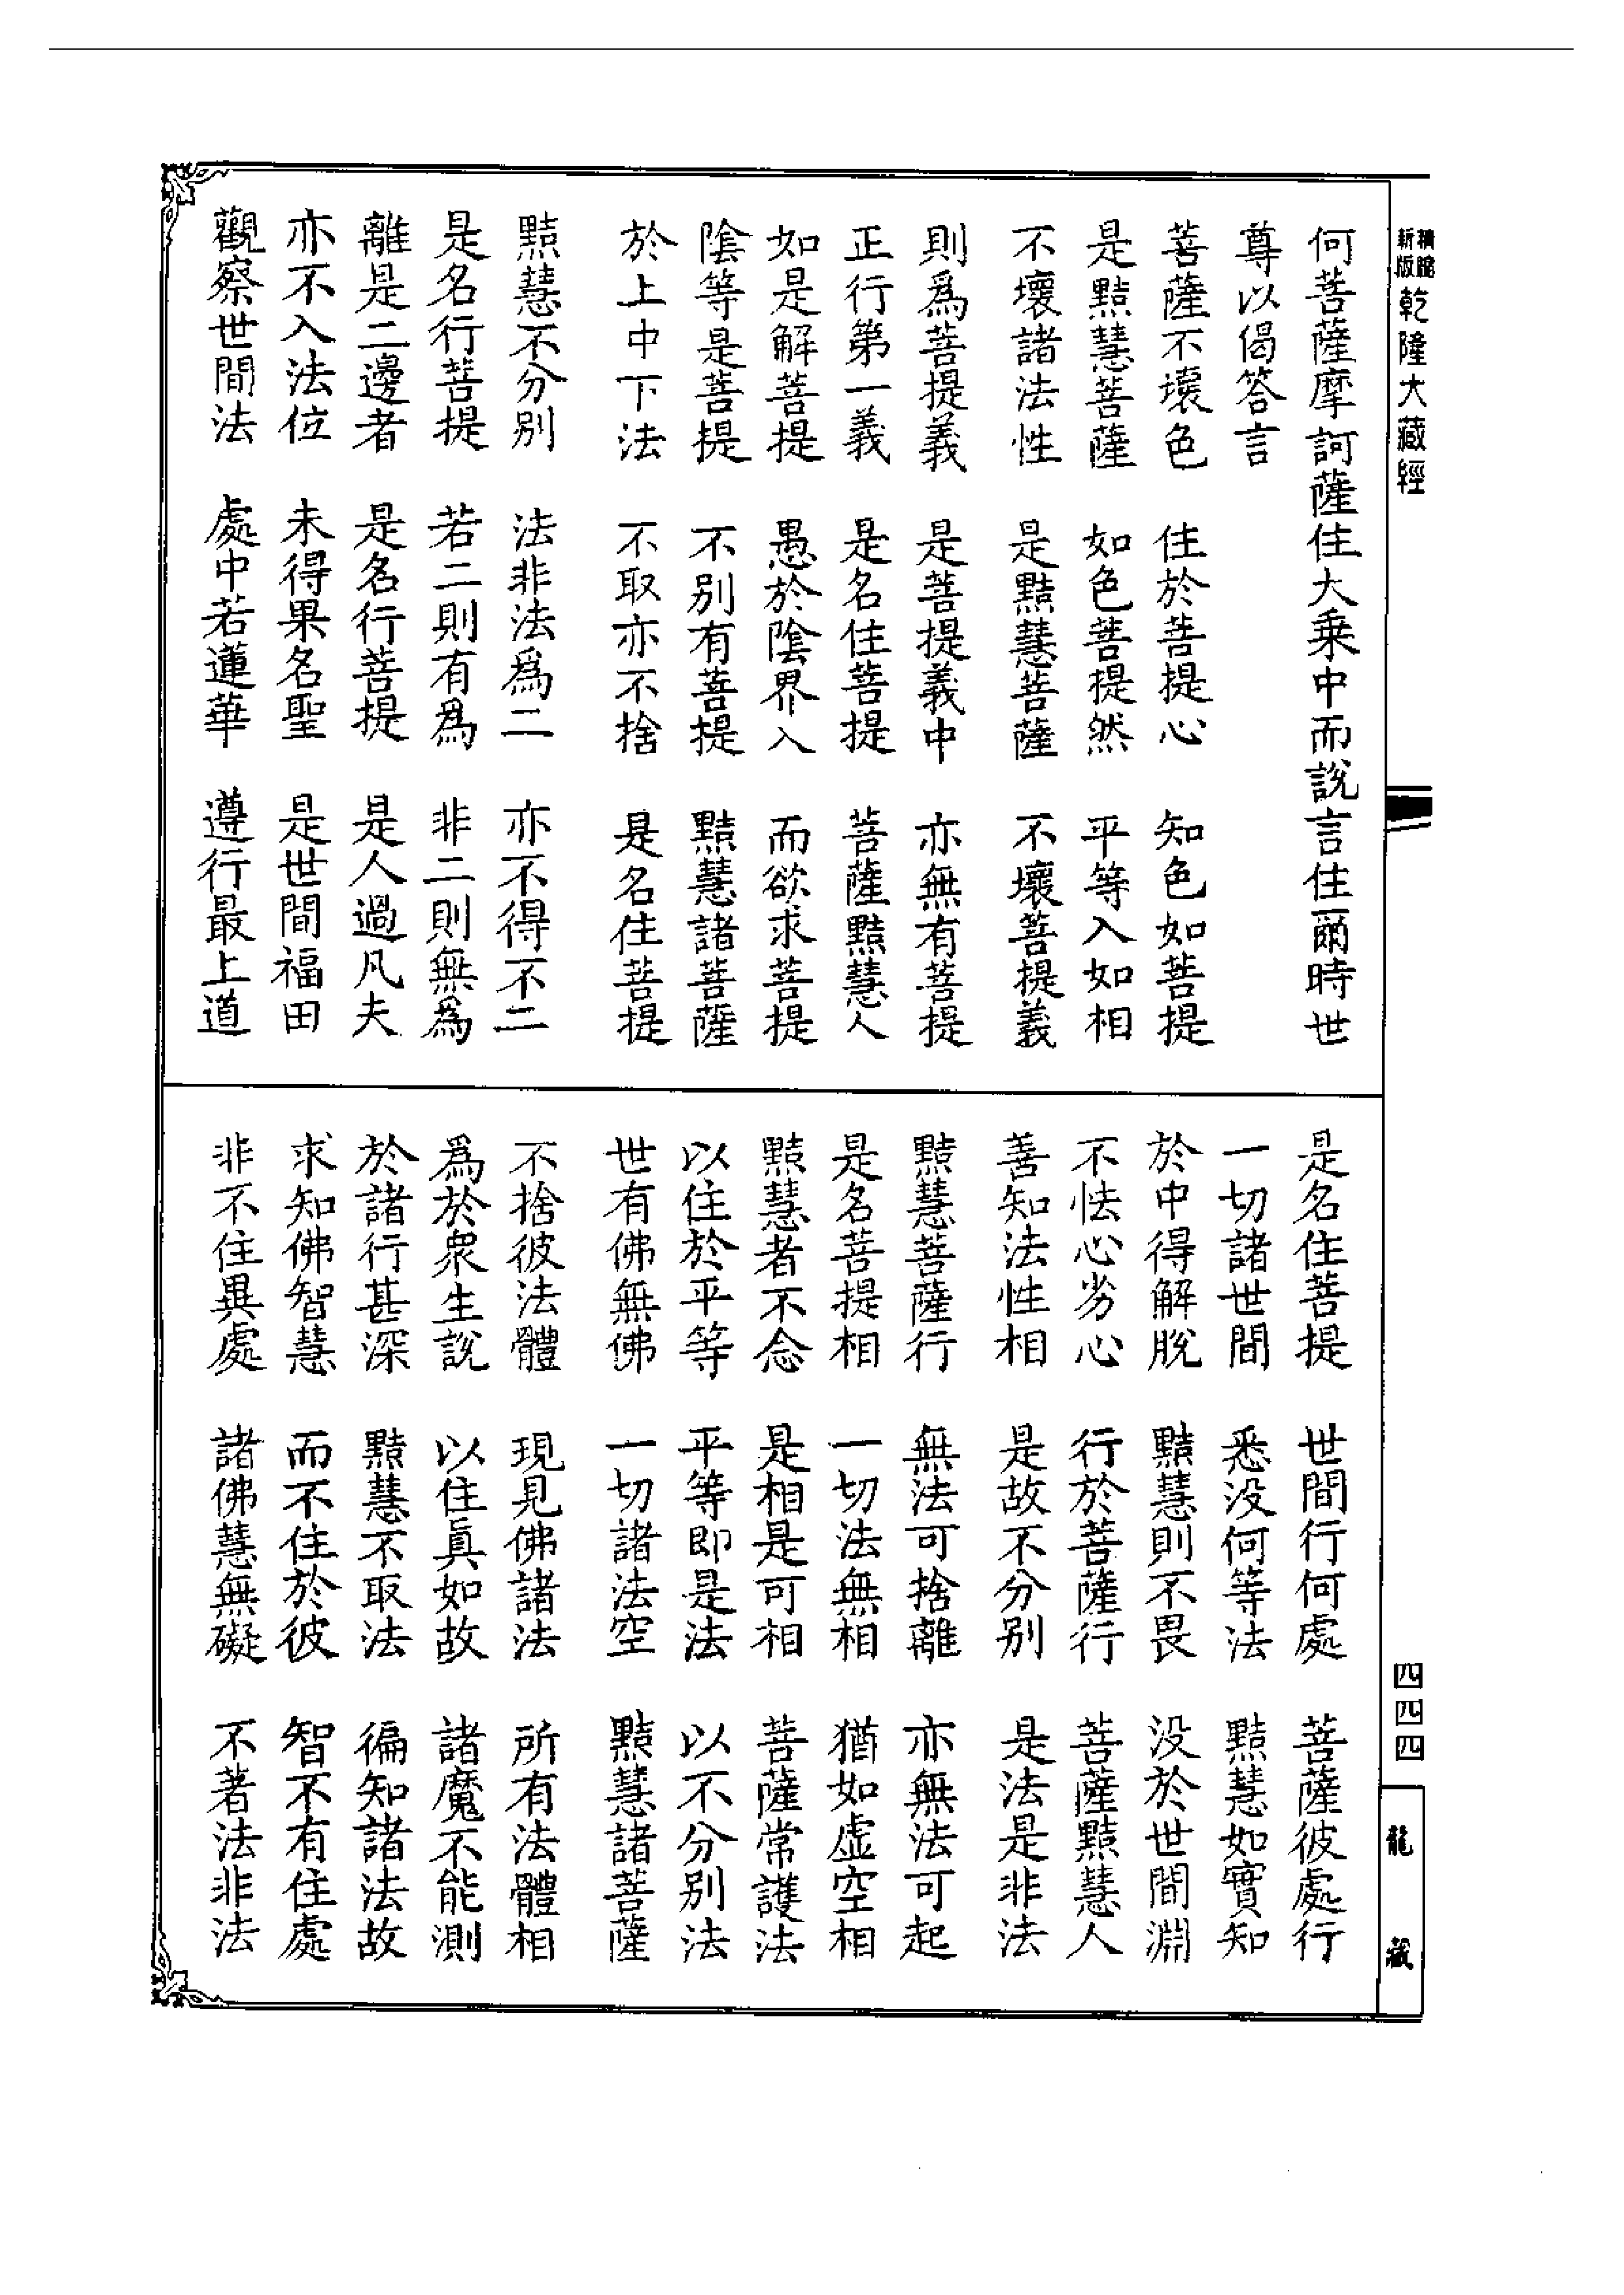 新版
精縮
乾隆大藏經
何菩薩摩訶薩住大乘中而說言住爾時世
尊以偈答言
菩薩不壞色　住於菩提心　知色如菩提
是黠慧菩薩　如色菩提然　平等入如相
不壞諸法性　是黠慧菩薩　不壞菩提義
則爲菩提義　是菩提義中　亦無有菩提
正行第一義　是名住菩提　菩薩黠慧人
如是解菩提　愚於陰界入　而欲求菩提
陰等是菩提　不別有菩提　黠慧諸菩薩
於上中下法　不取亦不捨　是名住菩提
黠慧不分別　法非法爲二　亦不得不二
是名行菩提　若二則有爲　非二則無爲
離是二邊者　是名行菩提　是人過凡夫
亦不入法位　未得果名聖　是世間福田
觀察世間法　處中若蓮華　遵行最上道
是名住菩提　世間行何處　菩薩彼處行
一切諸世間　悉没何等法　黠慧如實知
於中得解脫　黠慧則不畏　没於世間淵
不怯心劣心　行於菩薩行　菩薩黠慧人
善知法性相　是故不分別　是法是非法
黠慧菩薩行　無法可捨離　亦無法可起
是名菩提相　一切法無相　猶如虛空相
黠慧者不念　是相是可相　菩薩常護法
以住於平等　平等即是法　以不分別法
世有佛無佛　一切諸法空　黠慧諸菩薩
不捨彼法體　現見佛諸法　所有法體相
爲於衆生說　以住眞如故　諸魔不能測
於諸行甚深　黠慧不取法　徧知諸法故
求知佛智慧　而不住於彼　智不有住處
非不住異處　諸佛慧無礙　不著法非法
四四四
龍藏